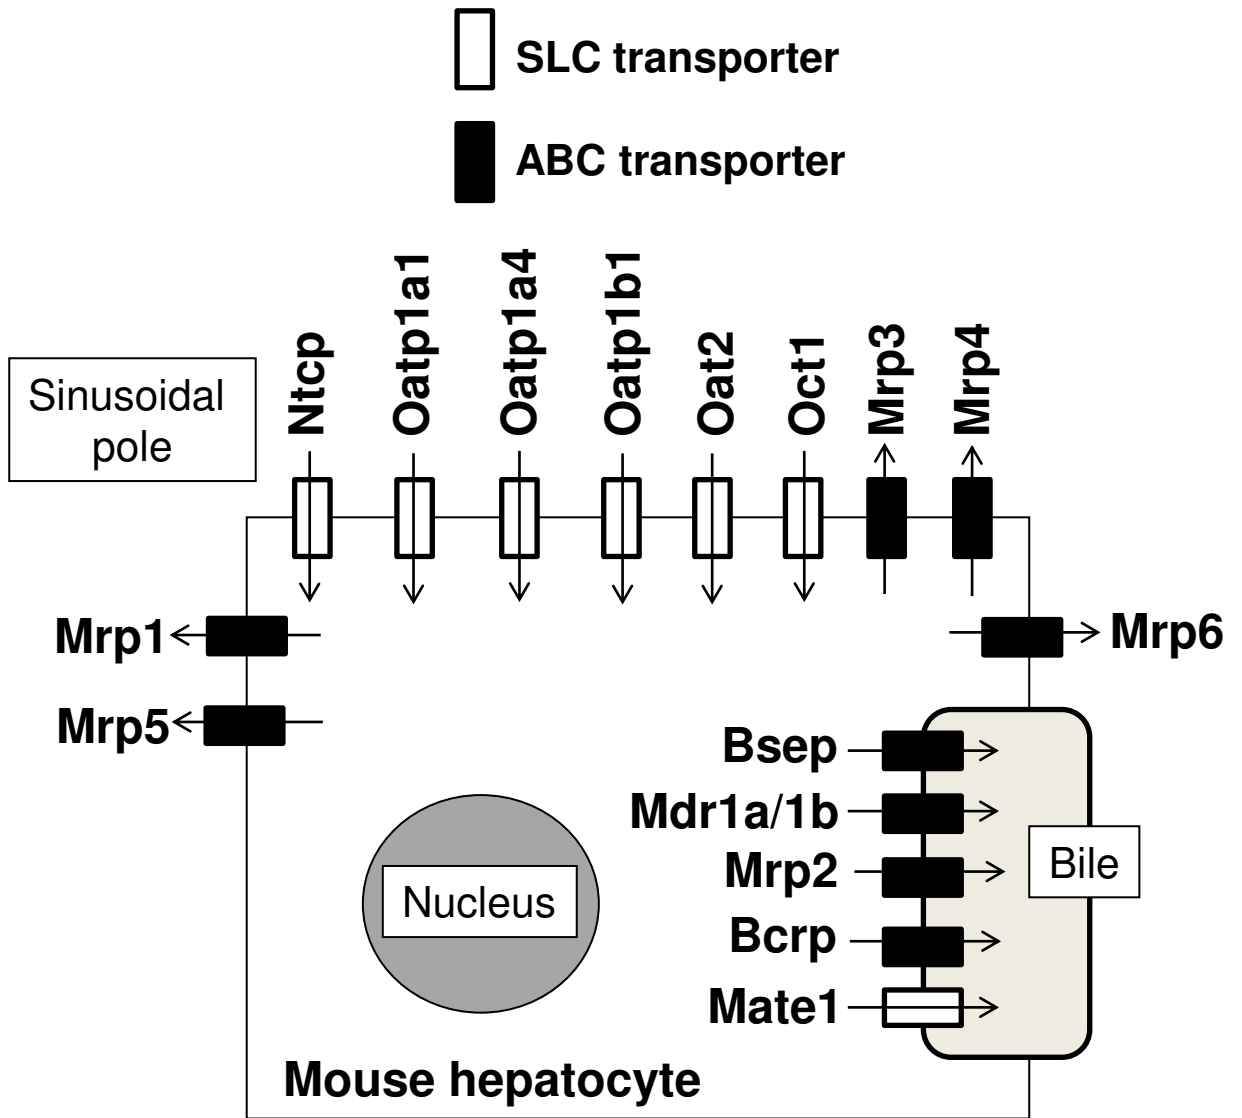 SLC transporter
ABC transporter
Ntcp
Oatp1a1
Oatp1a4
Oatp1b1
Oat2
Oct1
Mrp3
Mrp4
Sinusoidal
pole
Mrp1
Mrp6
Mrp5
Bsep
Mdr1a/1b
Mrp2
Bile
Nucleus
Bcrp
Mate1
Mouse hepatocyte